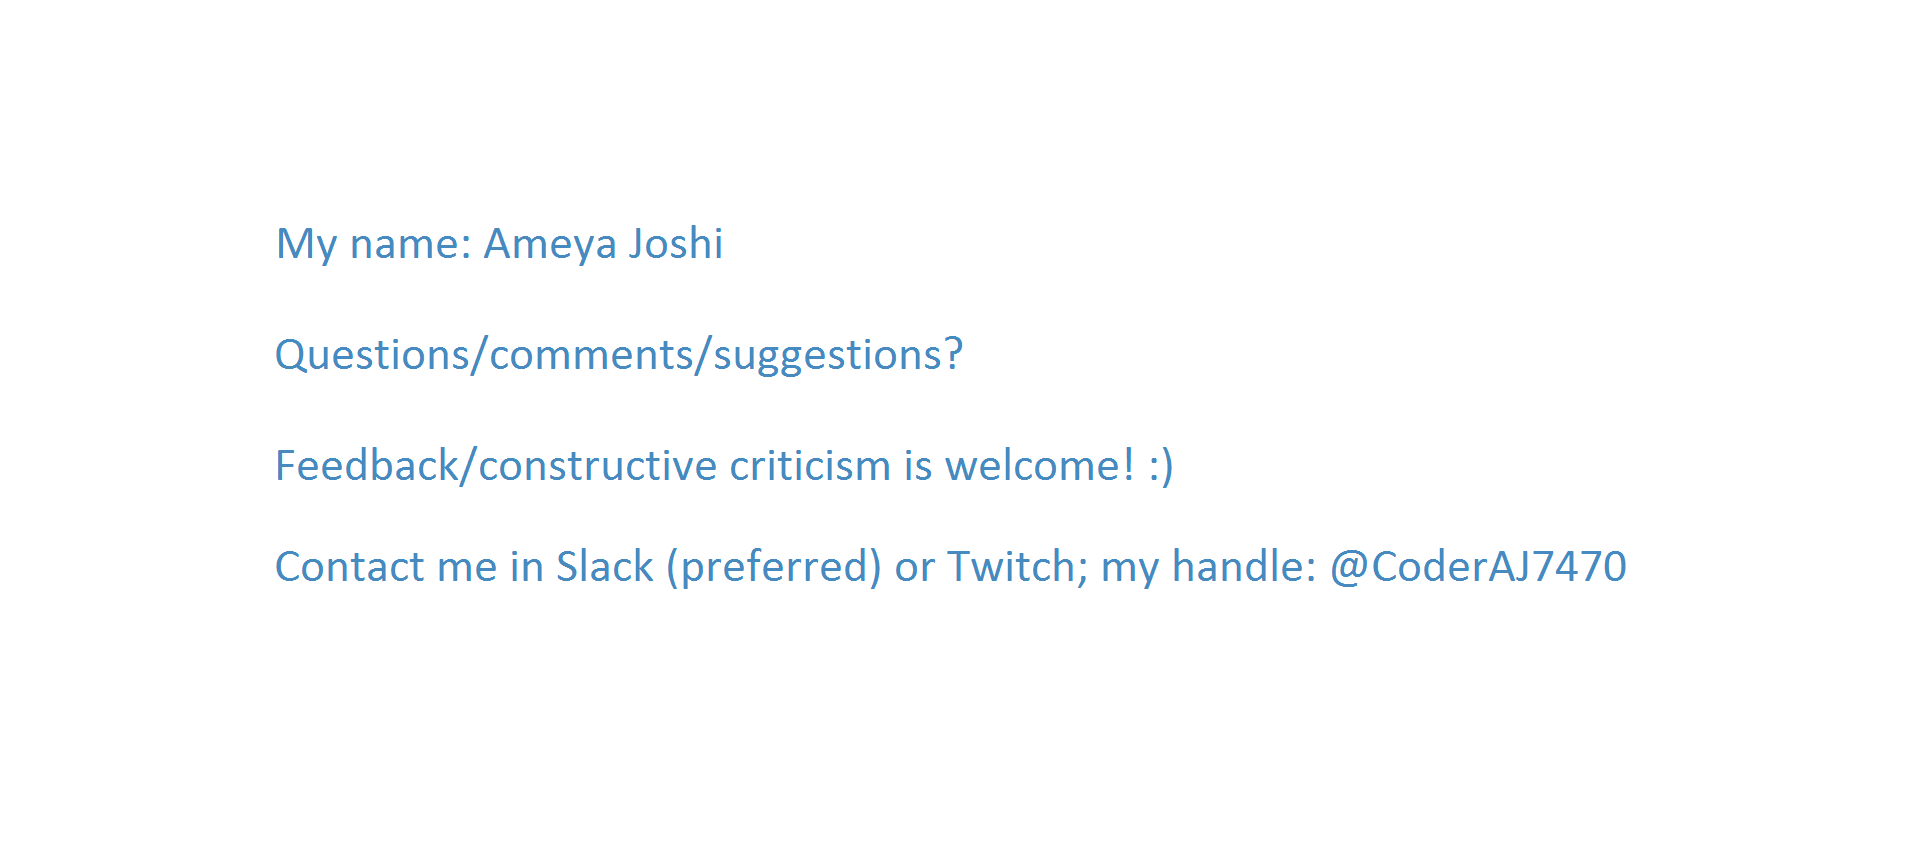 My name: Ameya Joshi
Questions/comments/suggestions?
Feedback/constructive criticism is welcome! :)
Contact me in Slack (preferred) or Twitch; my handle: @CoderAJ7470